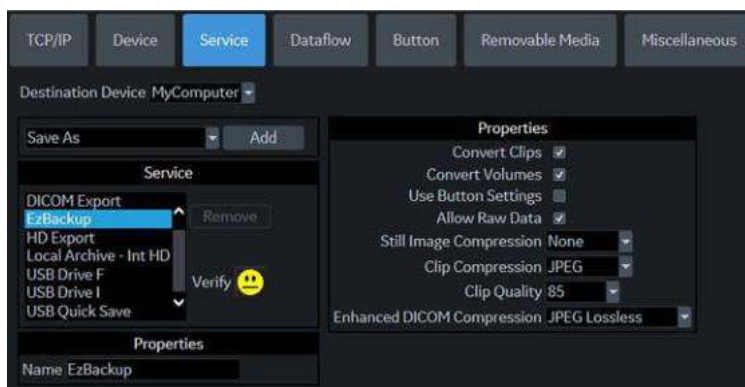 TCP/IP Device Service Dataflow Button Removable Media Miscellaneous
Destination Device MyComputer
Save As Add
Service
DICOM Export
EzBackup
Remove
HD Export
Local Archive - Int HD
USB Drive F
USB Drive I
USB Quick Save
Verify
Properties
Name EzBackup
Properties
Convert Clips
Convert Volumes
Use Button Settings
Allow Raw Data
Still Image Compression None
Clip Compression JPEG
Clip Quality 85
Enhanced DICOM Compression JPEG Lossless